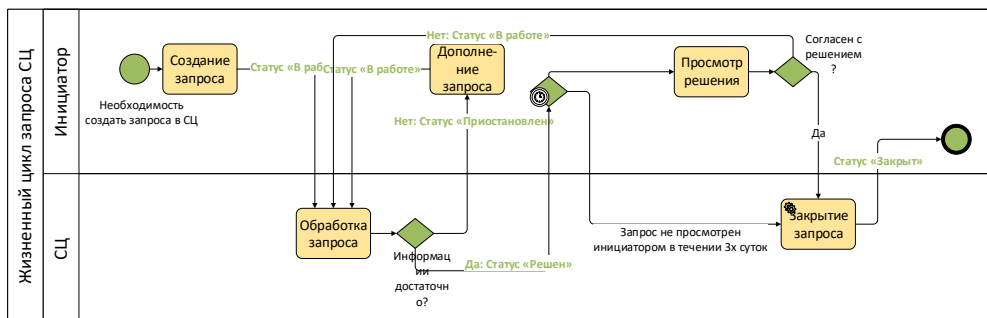 Жизненный цикл запроса СЦ
Инициатор
СЦ
Необходимость
создать запроса в СЦ
Создание
запроса
Статус «В раб
Статус «В работе»
Дополне-
ние
запроса
Нет: Статус «В работе»
Нет: Статус «Приостановлен»
Просмотр
решения
Согласен с
решением
?
Да
Статус «Закрыт»
Обработка
запроса
Информац
ии
достаточн
о?
Да: Статус «Решен»
Запрос не просмотрен
инициатором в течении 3х суток
Закрытие
запроса